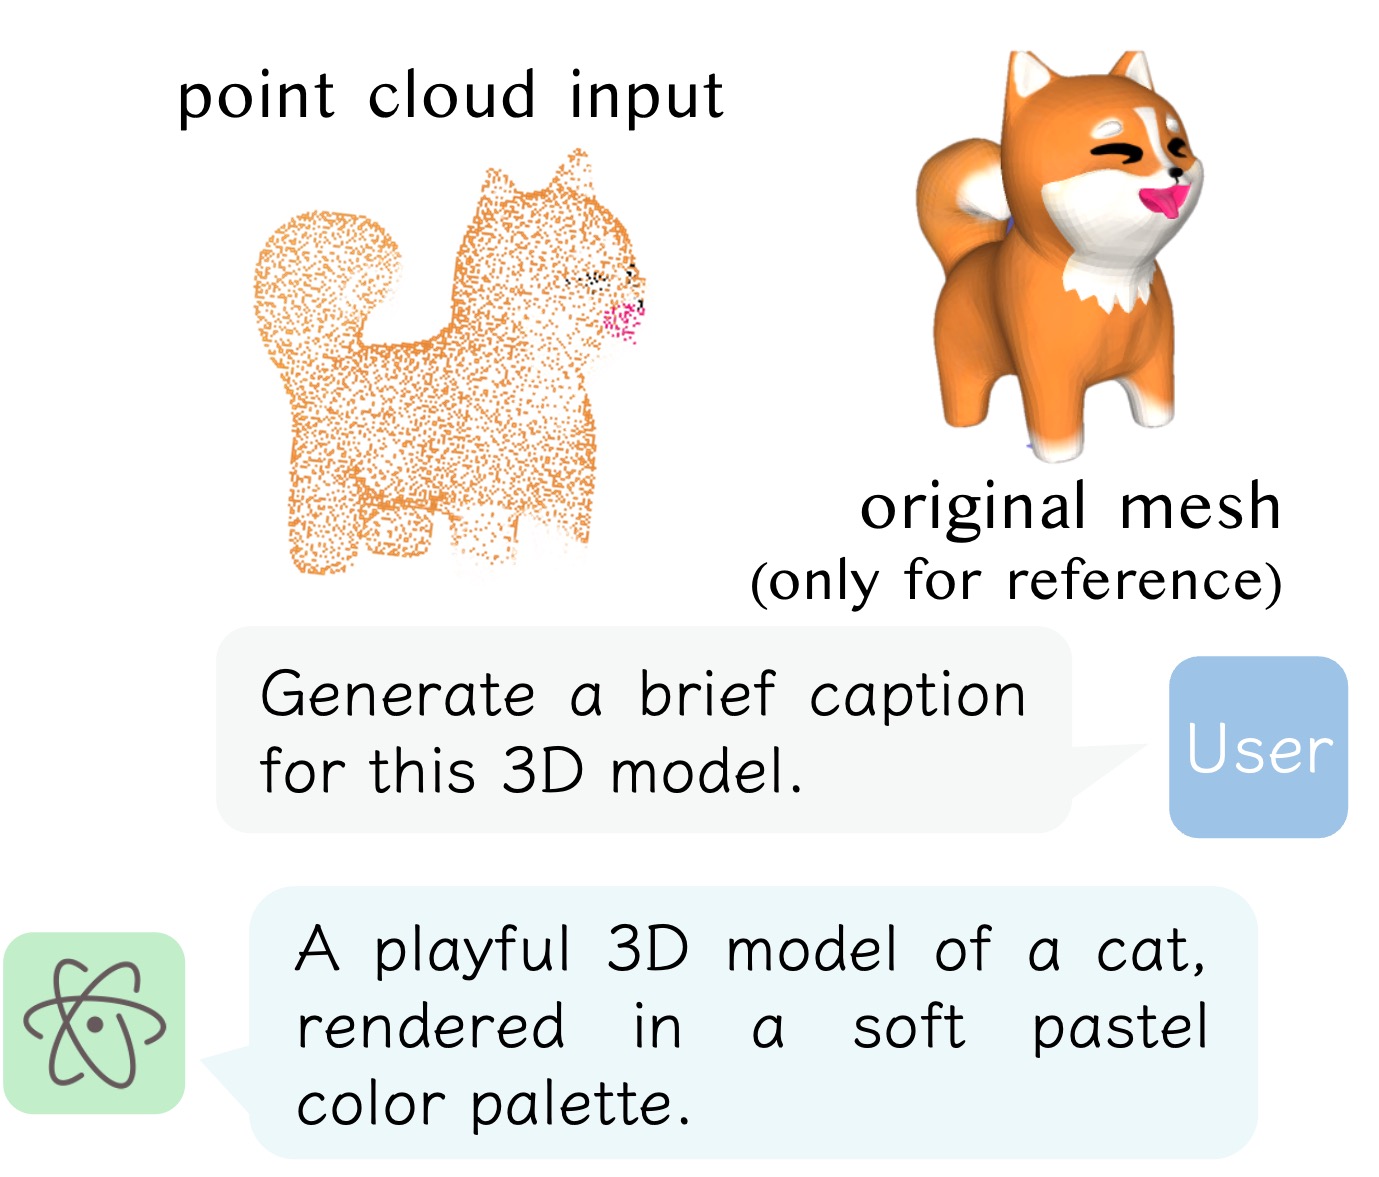 point cloud input
original mesh
(only for reference)
Generate a brief caption
for this 3D model.
User
A playful 3D model of a cat,
rendered in a soft pastel
color palette.